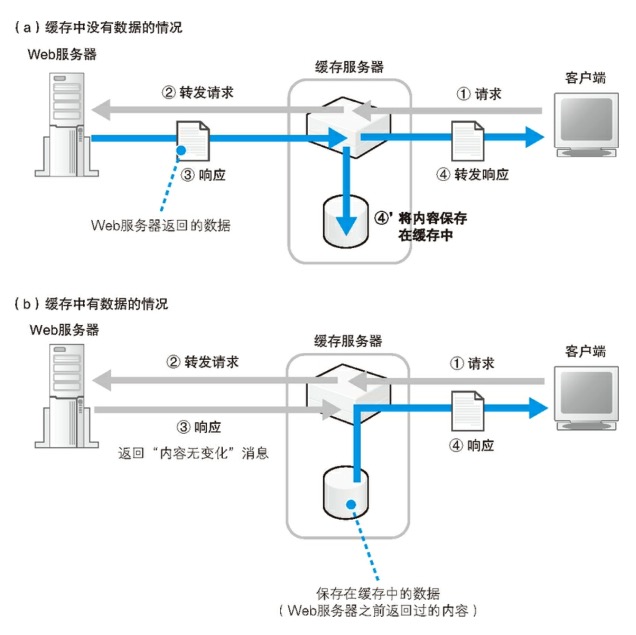 （a）缓存中没有数据的情况
Web服务器
缓存服务器
客户端
② 转发请求
① 请求
③ 响应
④ 转发响应
Web服务器返回的数据
④’ 将内容保存
在缓存中
（b）缓存中有数据的情况
Web服务器
缓存服务器
客户端
② 转发请求
① 请求
③ 响应
④ 响应
返回“内容无变化”消息
保存在缓存中的数据
（Web服务器之前返回过的内容）